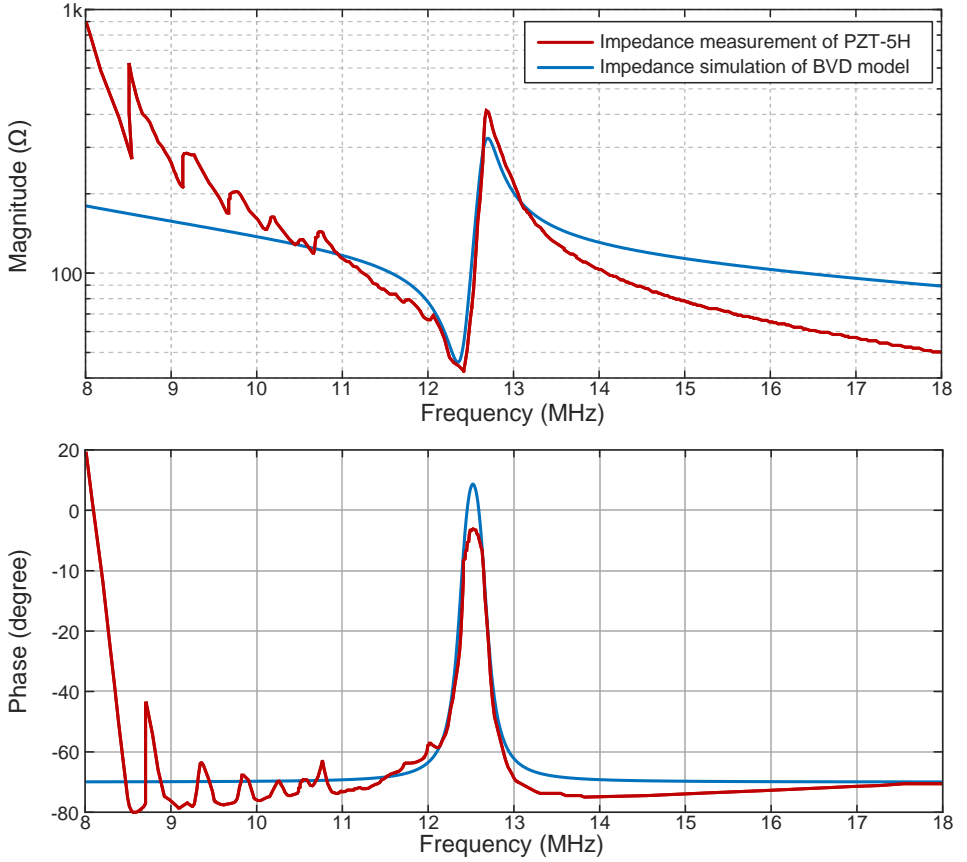 1k
100
Magnitude (Ω)
Impedance measurement of PZT-5H
Impedance simulation of BVD model
8 9 10 11 12 13 14 15 16 17 18
Frequency (MHz)
20
0
-10
-20
-40
-60
-80
Phase (degree)
8 9 10 11 12 13 14 15 16 17 18
Frequency (MHz)